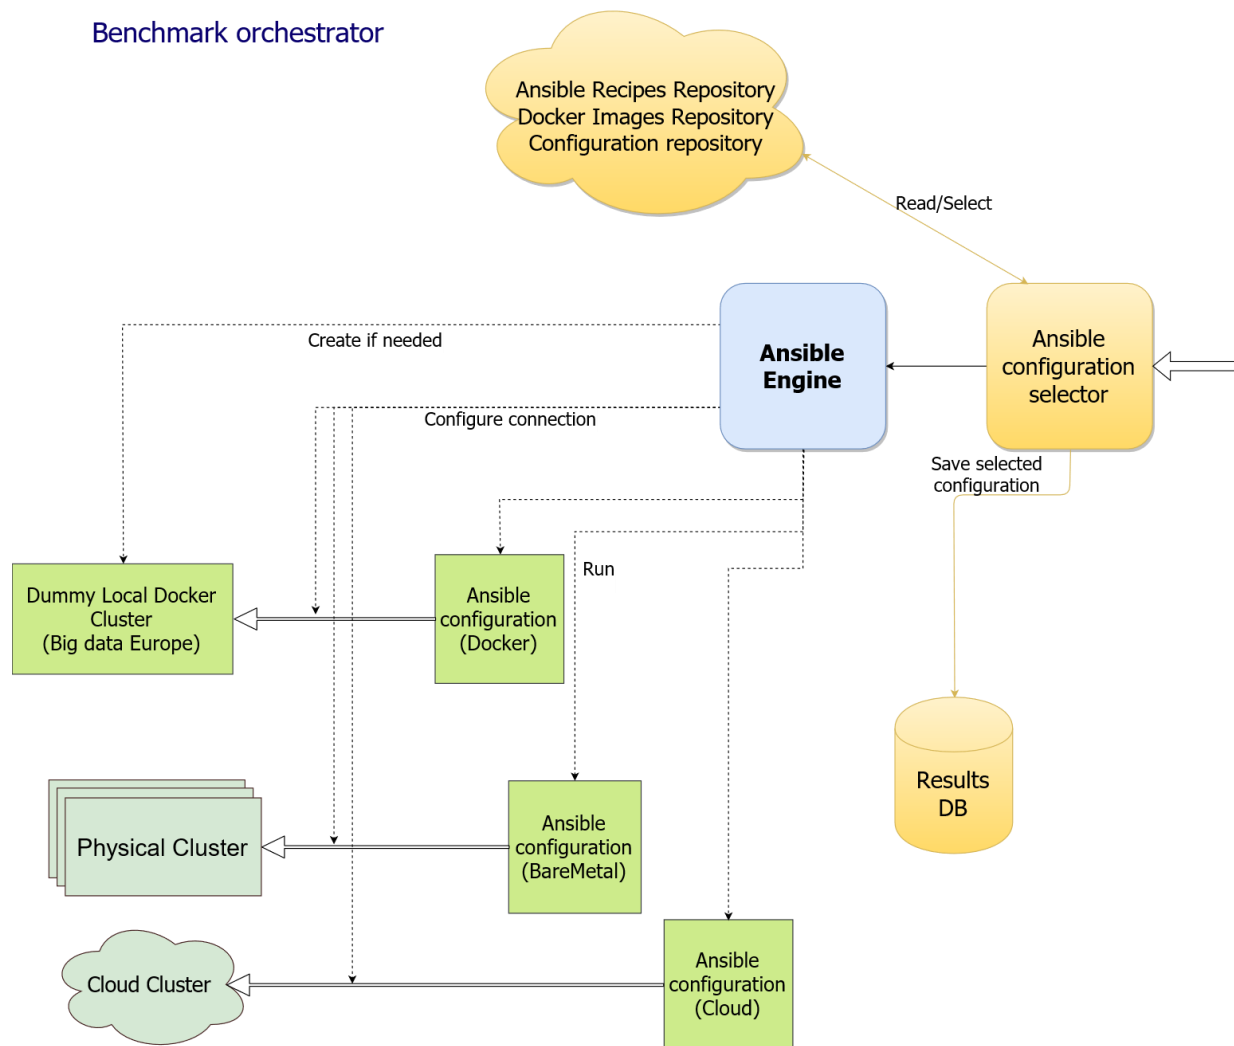 Benchmark orchestrator
Ansible Recipes Repository
Docker Images Repository
Configuration repository
Read/Select
Create if needed
Ansible
Engine
Ansible
configuration
selector
Configure connection
Save selected
configuration
Run
Dummy Local Docker
Cluster
(Big data Europe)
Ansible
configuration
(Docker)
Results
DB
Physical Cluster
Ansible
configuration
(BareMetal)
Cloud Cluster
Ansible
configuration
(Cloud)